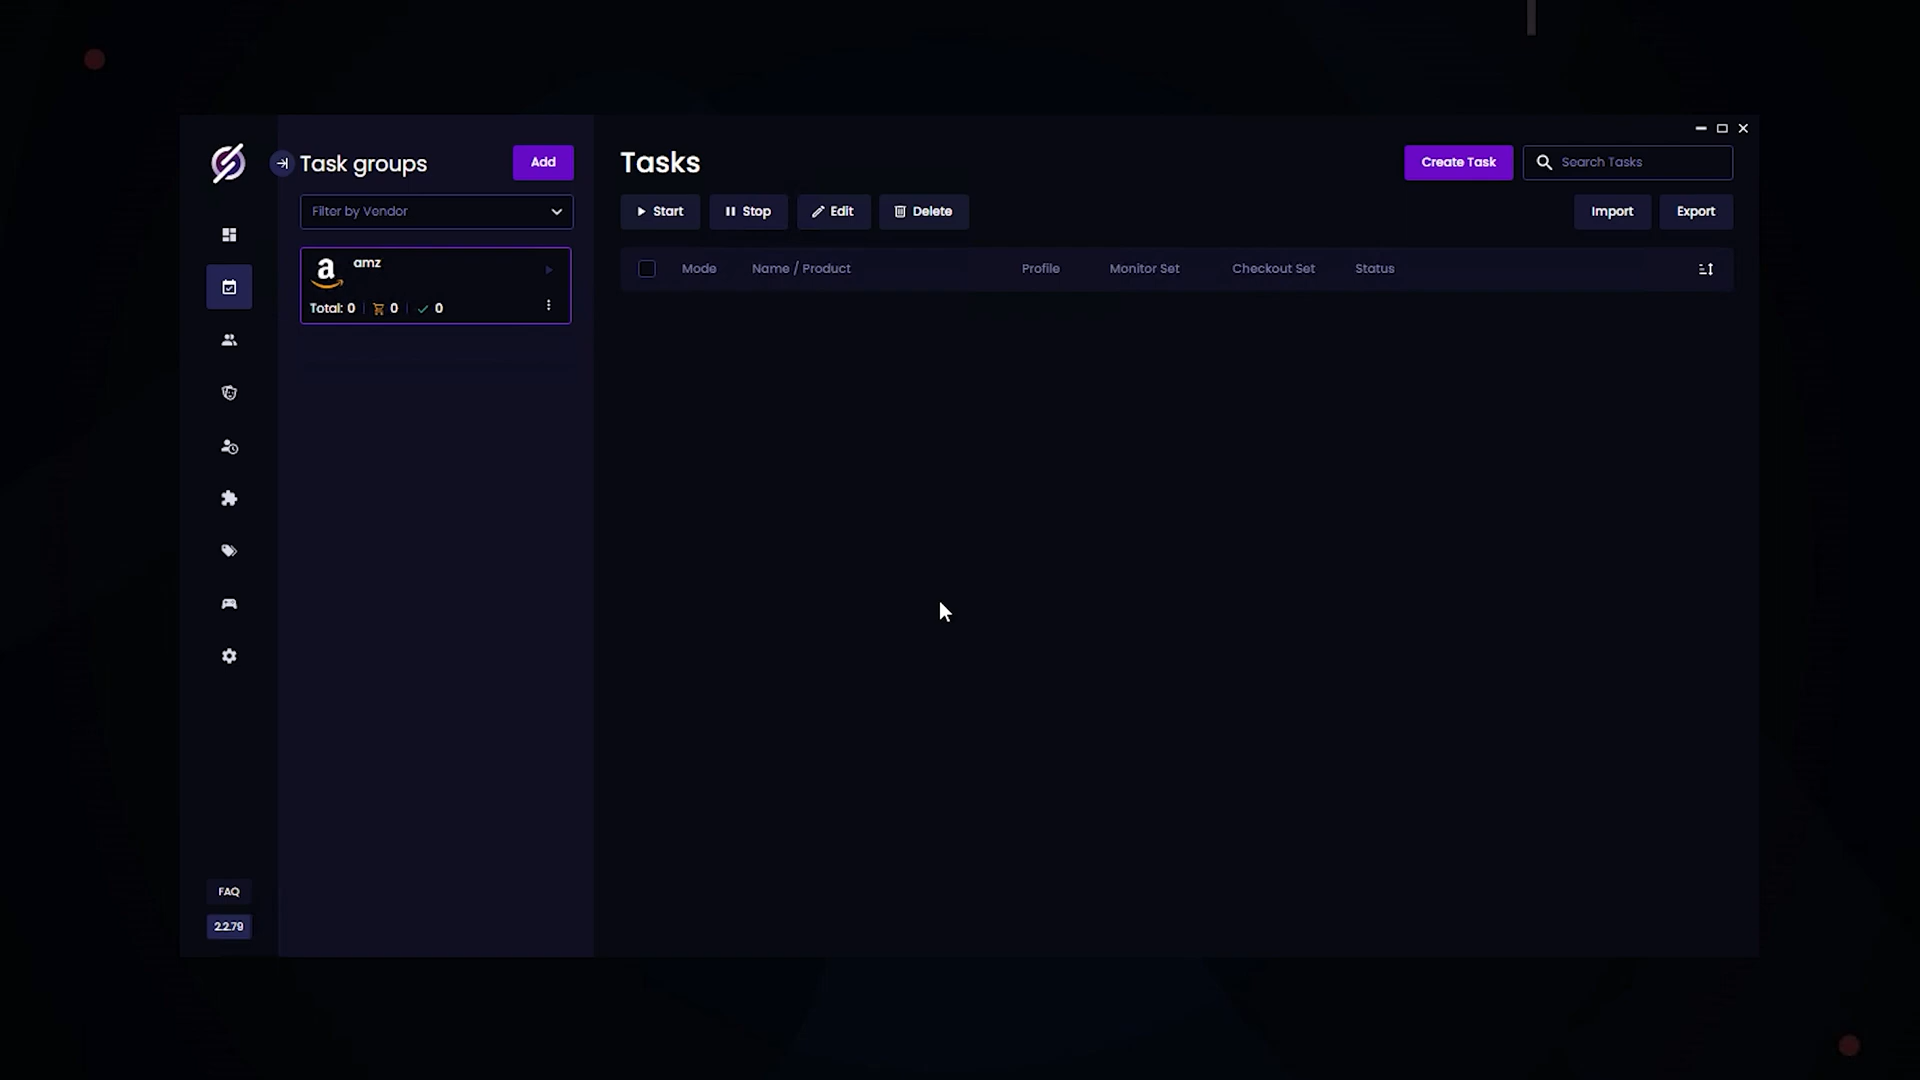 Task groups
Add
Filter by Vendor
amz
Total: 0 0 0
Tasks
Create Task
Search Tasks
Start
Stop
Edit
Delete
Import
Export
Mode
Name / Product
Profile
Monitor Set
Checkout Set
Status
FAQ
2.2.79